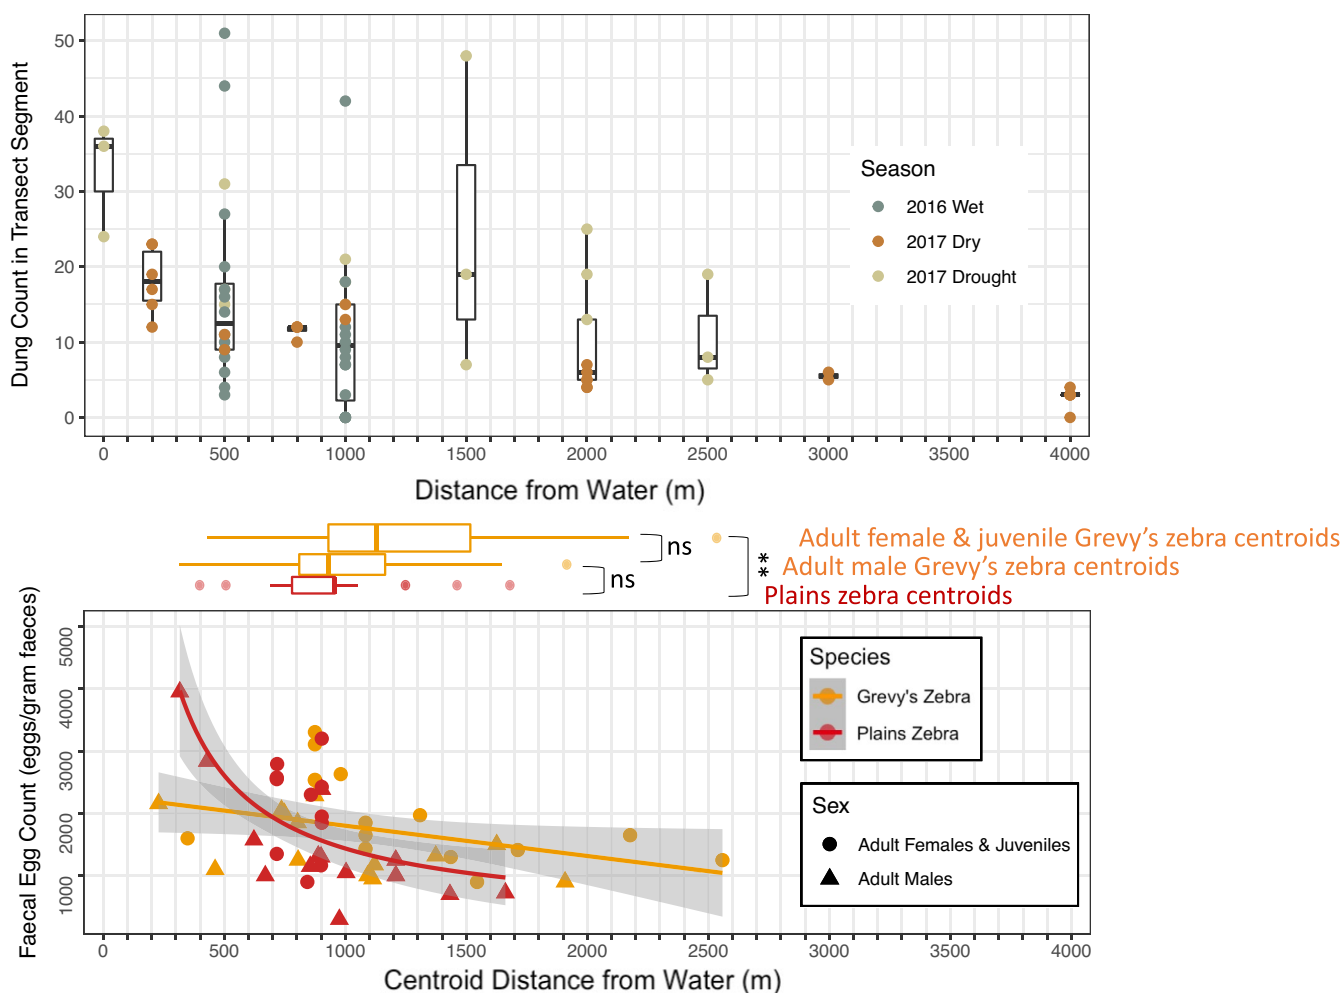 Dung Count in Transect Segment
50
40
30
20
10
0
Season
2016 Wet
2017 Dry
2017 Drought
0 500 1000 1500 2000 2500 3000 3500 4000
Distance from Water (m)
ns
ns
**
Adult female & juvenile Grevy’s zebra centroids
Adult male Grevy’s zebra centroids
Plains zebra centroids
Faecal Egg Count (eggs/gram faeces)
5000
4000
3000
2000
1000
Species
Grevy's Zebra
Plains Zebra
Sex
Adult Females & Juveniles
Adult Males
0 500 1000 1500 2000 2500 3000 3500 4000
Centroid Distance from Water (m)